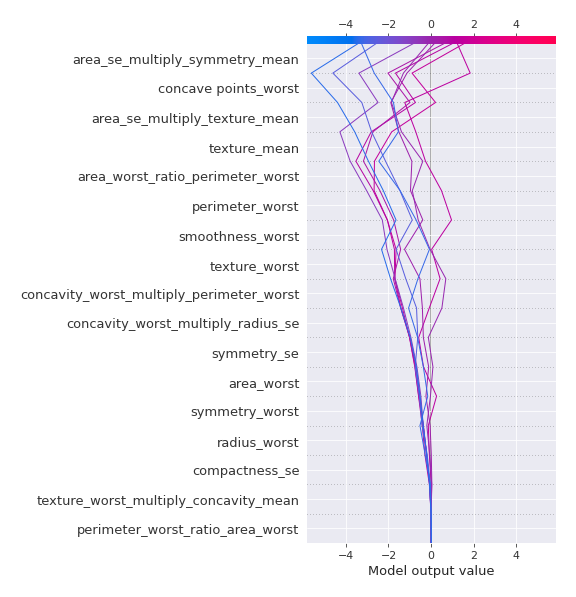 −4 −2 0 2 4
area_se_multiply_symmetry_mean
concave points_worst
area_se_multiply_texture_mean
texture_mean
area_worst_ratio_perimeter_worst
perimeter_worst
smoothness_worst
texture_worst
concavity_worst_multiply_perimeter_worst
concavity_worst_multiply_radius_se
symmetry_se
area_worst
symmetry_worst
radius_worst
compactness_se
texture_worst_multiply_concavity_mean
perimeter_worst_ratio_area_worst
−4 −2 0 2 4
Model output value